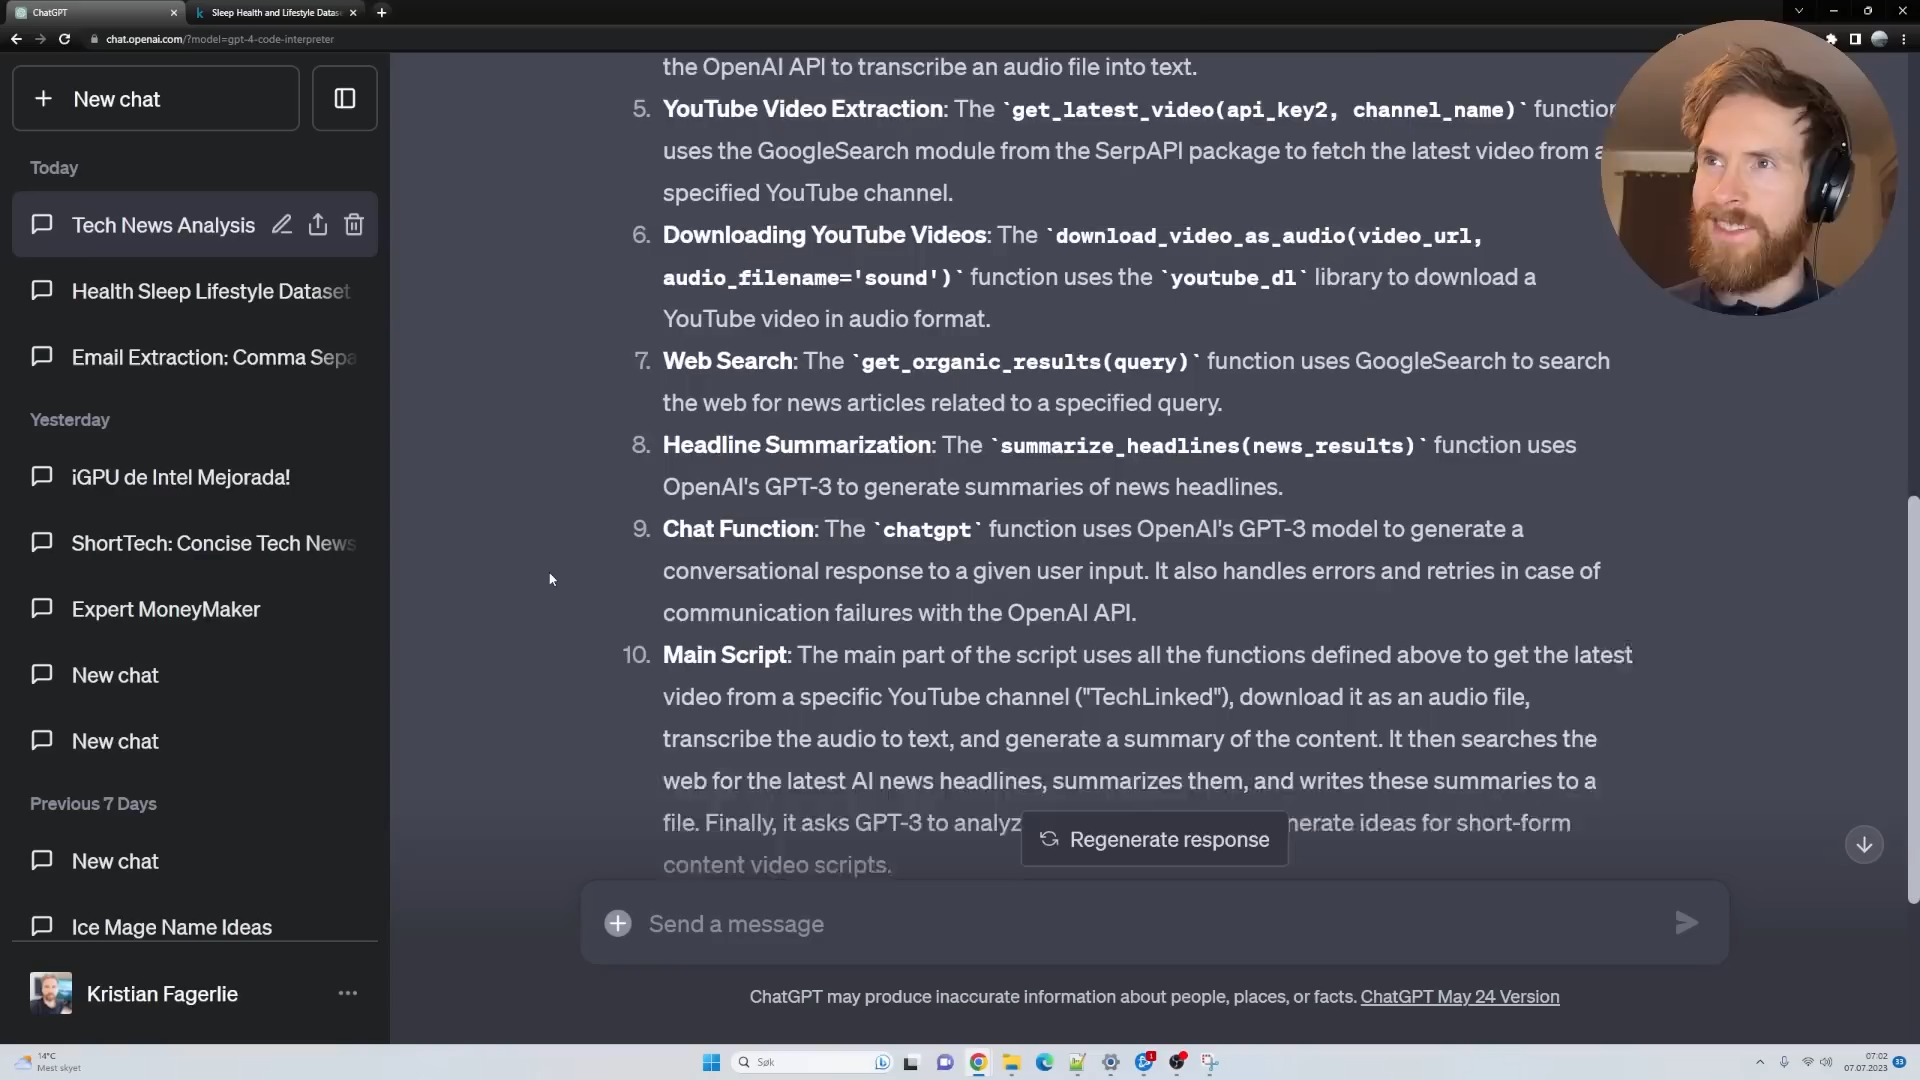 ChatGPT
Sleep Health and Lifestyle Datase
chat.openai.com/?model=gpt-4-code-interpreter
New chat
Today
Tech News Analysis
Health Sleep Lifestyle Dataset
Email Extraction: Comma Sepa
Yesterday
¡GPU de Intel Mejorada!
ShortTech: Concise Tech News
Expert MoneyMaker
New chat
New chat
Previous 7 Days
New chat
Ice Mage Name Ideas
Kristian Fagerlie
the OpenAI API to transcribe an audio file into text.
5. YouTube Video Extraction: The `get_latest_video(api_key2, channel_name)` function
uses the GoogleSearch module from the SerpAPI package to fetch the latest video from a
specified YouTube channel.
6. Downloading YouTube Videos: The `download_video_as_audio(video_url,
audio_filename='sound')` function uses the `youtube_dl` library to download a
YouTube video in audio format.
7. Web Search: The `get_organic_results(query)` function uses GoogleSearch to search
the web for news articles related to a specified query.
8. Headline Summarization: The `summarize_headlines(news_results)` function uses
OpenAI's GPT-3 to generate summaries of news headlines.
9. Chat Function: The `chatgpt` function uses OpenAI's GPT-3 model to generate a
conversational response to a given user input. It also handles errors and retries in case of
communication failures with the OpenAI API.
10. Main Script: The main part of the script uses all the functions defined above to get the latest
video from a specific YouTube channel ("TechLinked"), download it as an audio file,
transcribe the audio to text, and generate a summary of the content. It then searches the
web for the latest AI news headlines, summarizes them, and writes these summaries to a
file. Finally, it asks GPT-3 to analyz nerate ideas for short-form
content video scripts.
Regenerate response
Send a message
ChatGPT may produce inaccurate information about people, places, or facts. ChatGPT May 24 Version
14°C
Mest skyet
Søk
07:02
07.07.2023
33